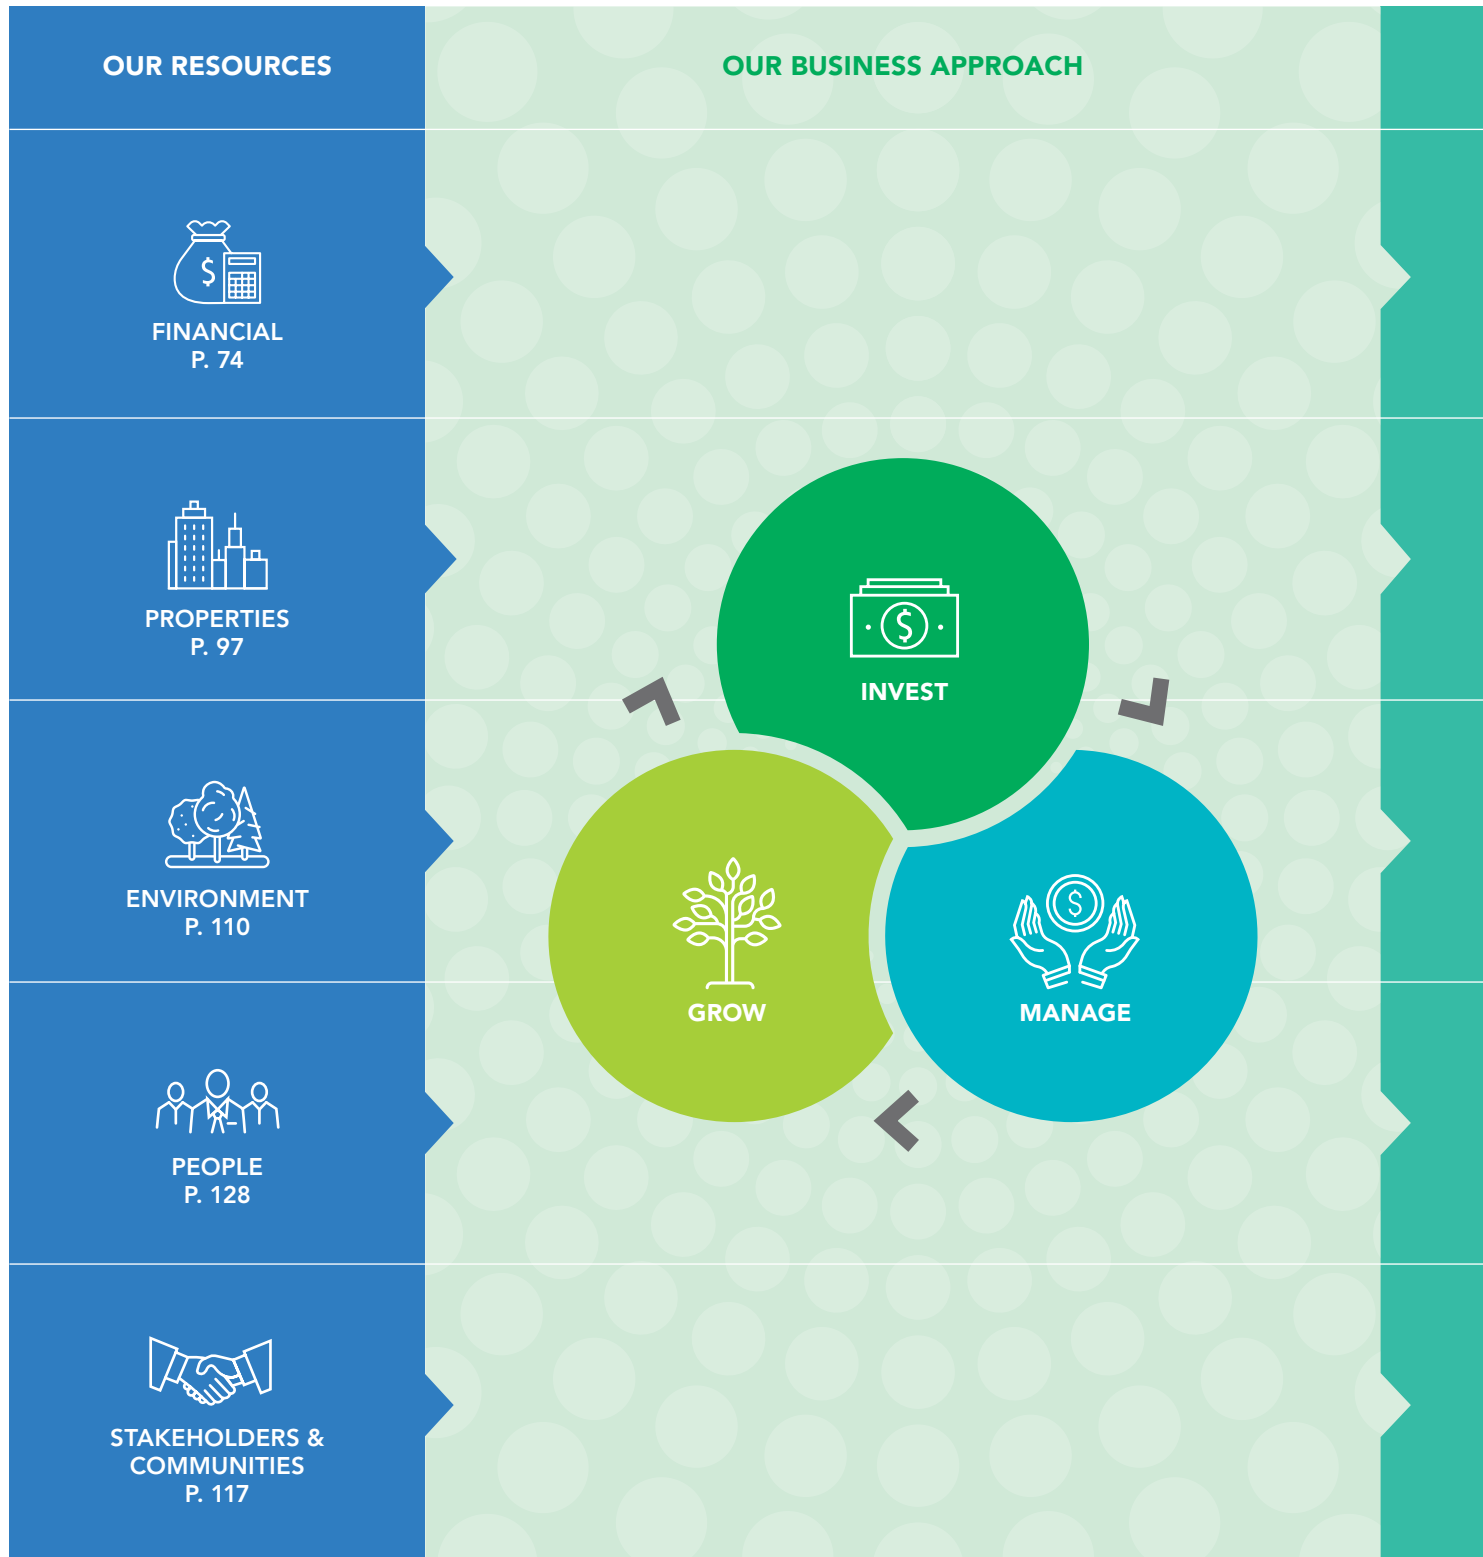 OUR RESOURCES
OUR BUSINESS APPROACH
FINANCIAL
P. 74
PROPERTIES
P. 97
ENVIRONMENT
P. 110
PEOPLE
P. 128
STAKEHOLDERS &
COMMUNITIES
P. 117
INVEST
GROW
MANAGE